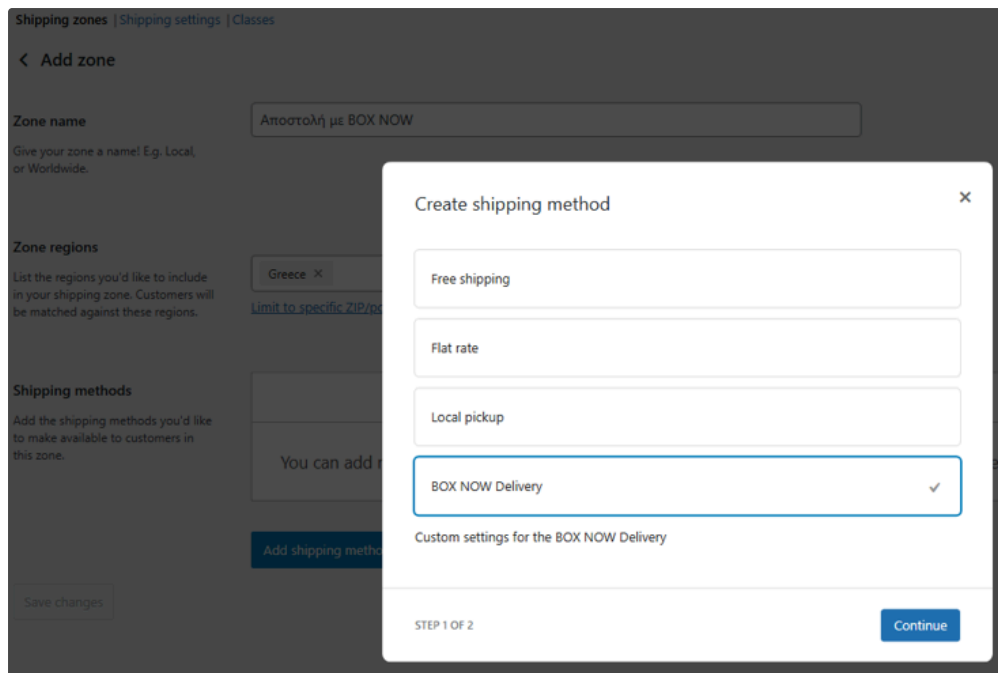 Shipping zones | Shipping settings | Classes
Add zone
Zone name
Αποστολή με BOX NOW
Give your zone a name! E.g. Local,
or Worldwide.
Zone regions
List the regions you'd like to include
in your shipping zone. Customers will
be matched against these regions.
Greece ×
Limit to specific
Shipping methods
Add the shipping methods you'd like
to make available to customers in
this zone.
You can add
Add shipping
Save changes
Create shipping method
Free shipping
Flat rate
Local pickup
BOX NOW Delivery
Custom settings for the BOX NOW Delivery
STEP 1 OF 2
Continue